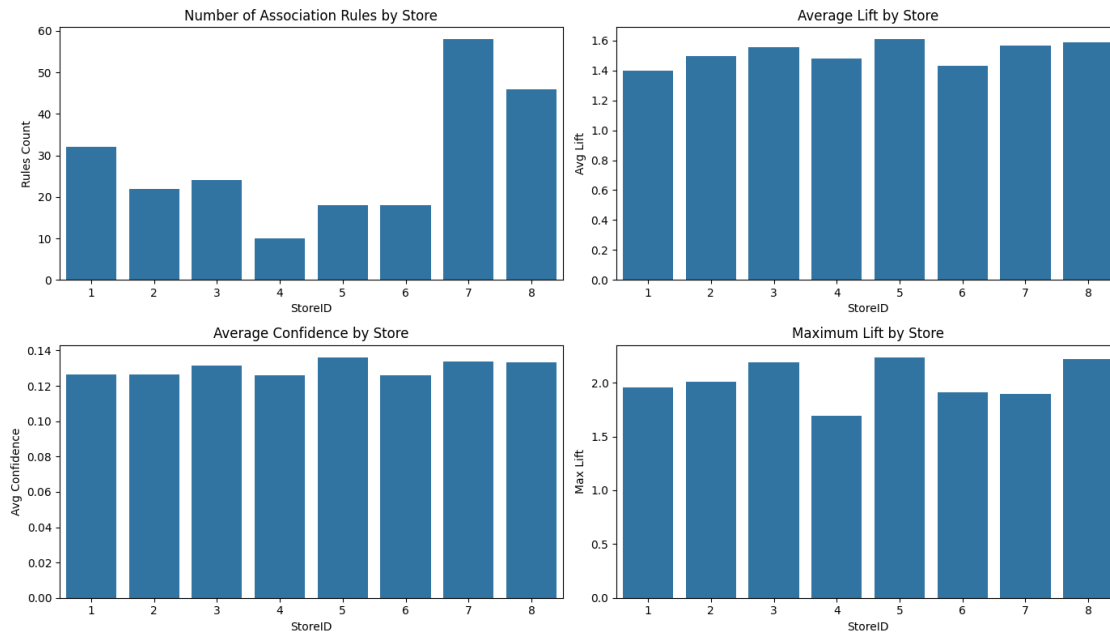 Number of Association Rules by Store
60
50
40
30
20
10
0
Rules Count
1 2 3 4 5 6 7 8
StoreID
Average Lift by Store
1.6
1.4
1.2
1.0
0.8
0.6
0.4
0.2
0.0
Avg Lift
1 2 3 4 5 6 7 8
StoreID
Average Confidence by Store
0.14
0.12
0.10
0.08
0.06
0.04
0.02
0.00
Avg Confidence
1 2 3 4 5 6 7 8
StoreID
Maximum Lift by Store
2.0
1.5
1.0
0.5
0.0
Max Lift
1 2 3 4 5 6 7 8
StoreID